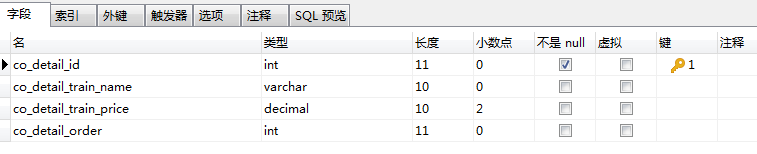 字段 索引 外键 触发器 选项 注释 SQL 预览
名 类型 长度 小数点 不是 null 虚拟 键 注释
co_detail_id int 11 0 1
co_detail_train_name varchar 10 0
co_detail_train_price decimal 10 2
co_detail_order int 11 0